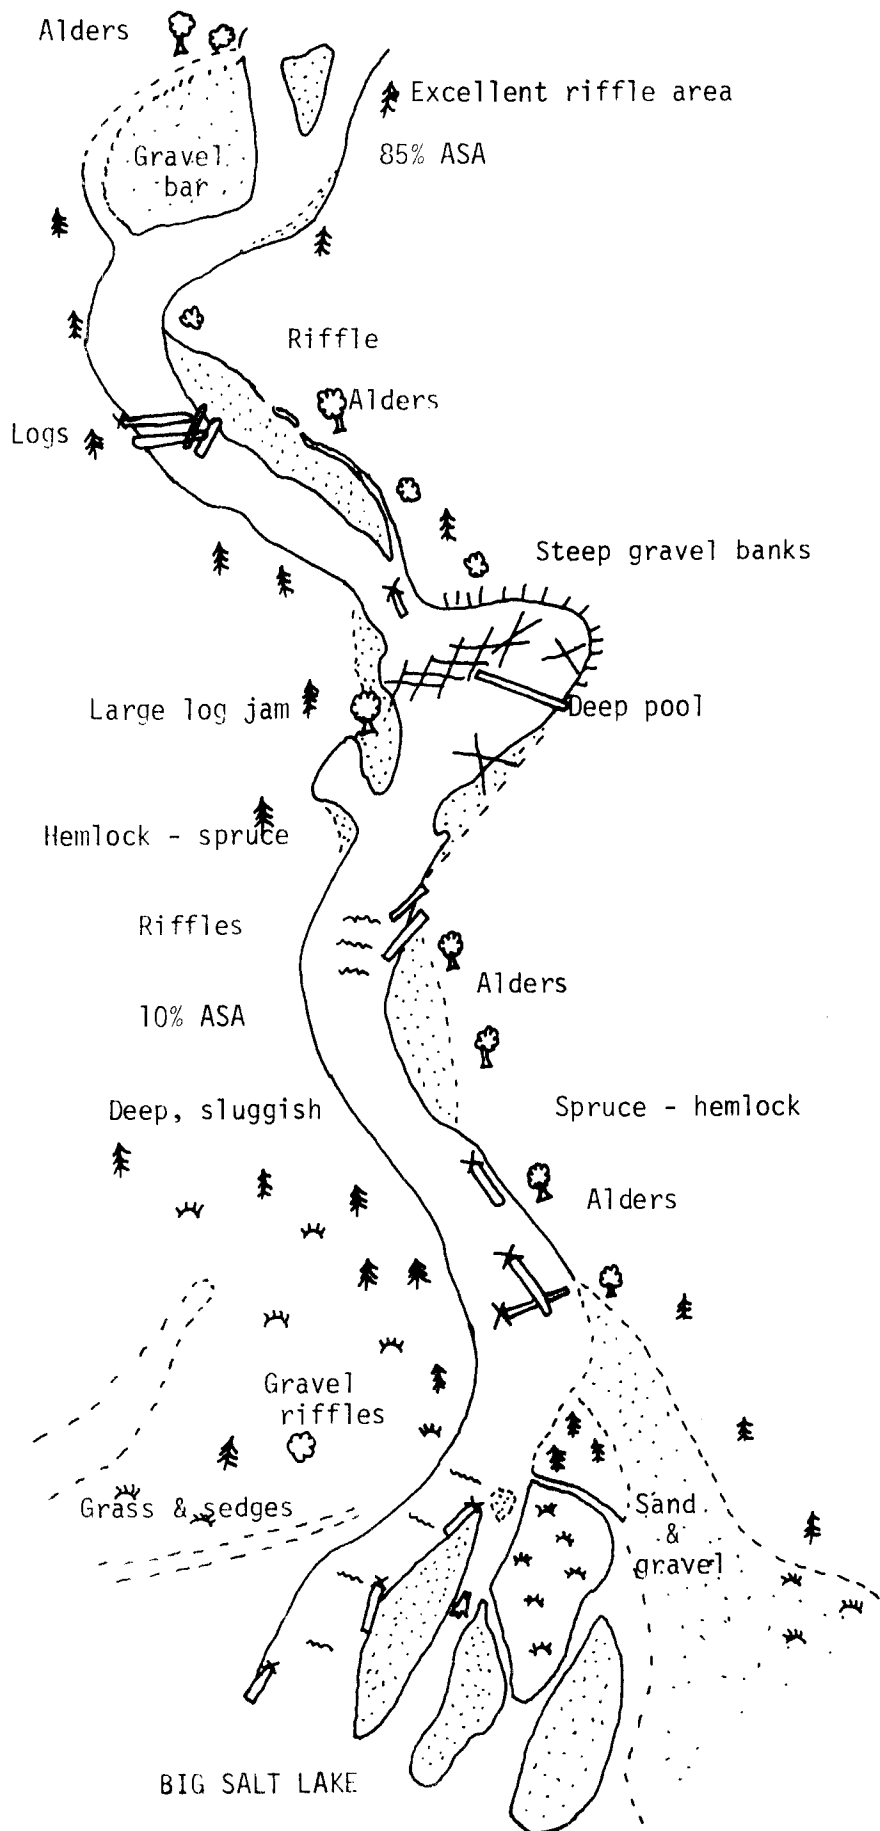 Alders
Excellent riffle area
85% ASA
Gravel
bar
Riffle
Alders
Logs
Steep gravel banks
Large log jam
Deep pool
Hemlock - spruce
Riffles
Alders
10% ASA
Deep, sluggish
Spruce - hemlock
Alders
Gravel
riffles
Grass & sedges
Sand
&
gravel
BIG SALT LAKE